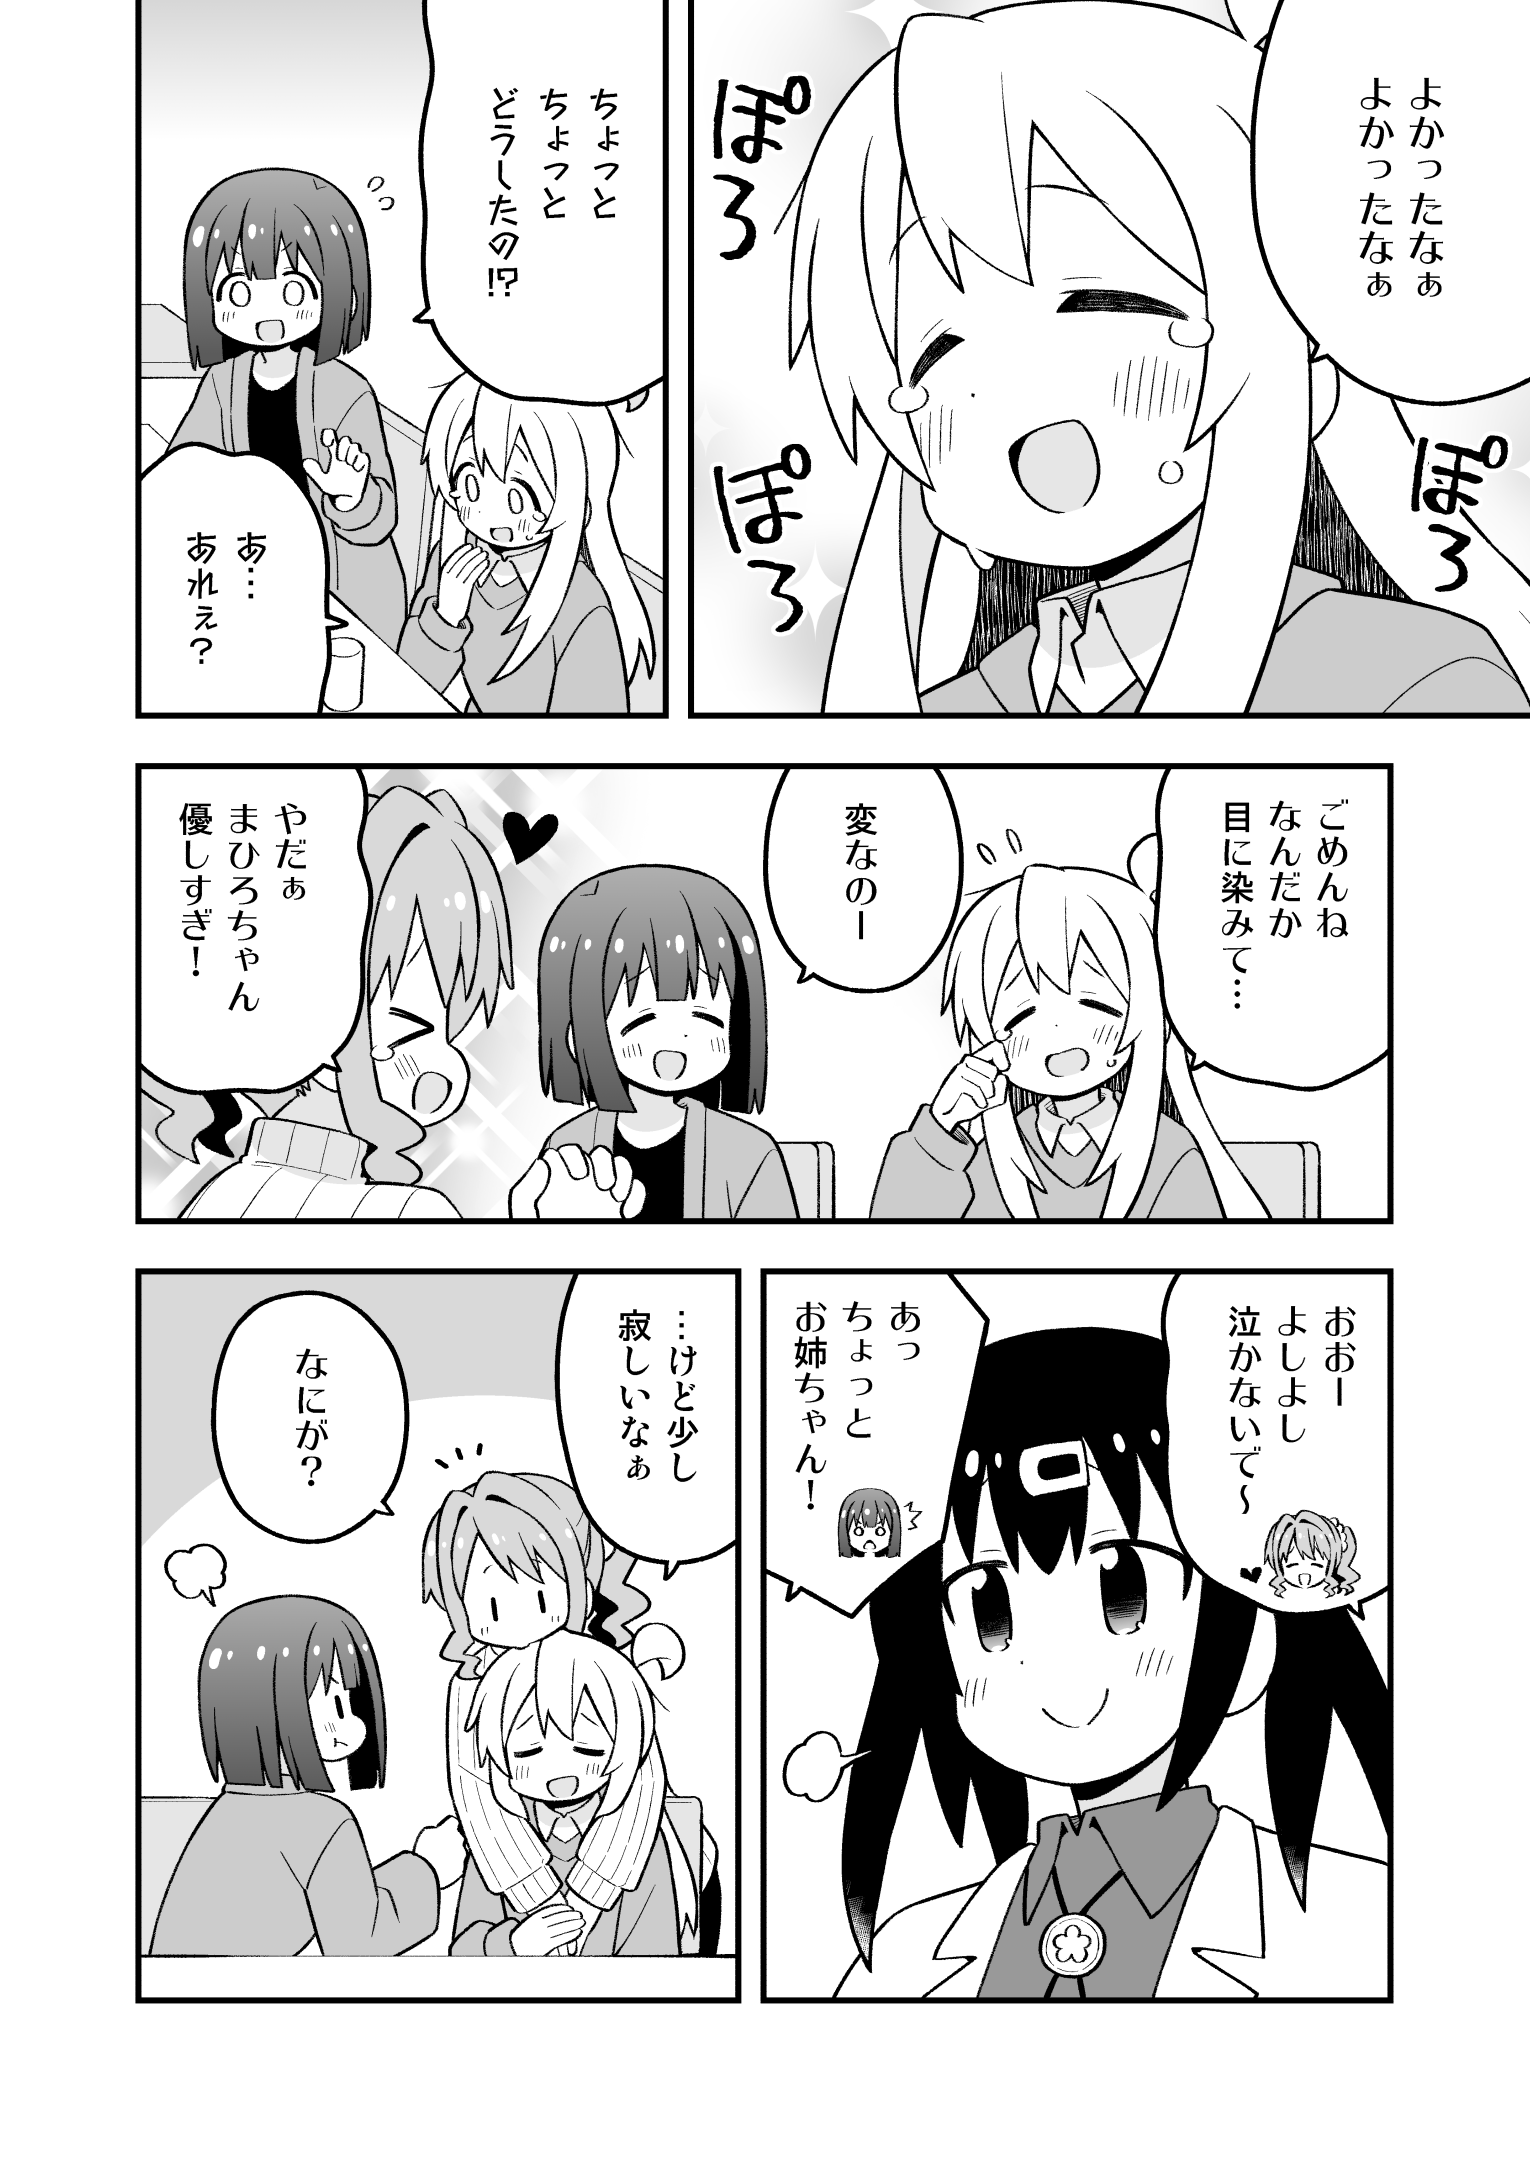 よかったなぁ
よかったなぁ
ぽろ
ぽろ
ぽろ
ちょっと
ちょっと
どうしたの!?
あ…
あれぇ？
ごめんね
なんだか
目に染みて…
変なのー
やだぁ
まひろちゃん
優しすぎ！
おおー
よしよし
泣かないで～
あっ
ちょっと
お姉ちゃん！
…けど少し
寂しいなぁ
なにが？